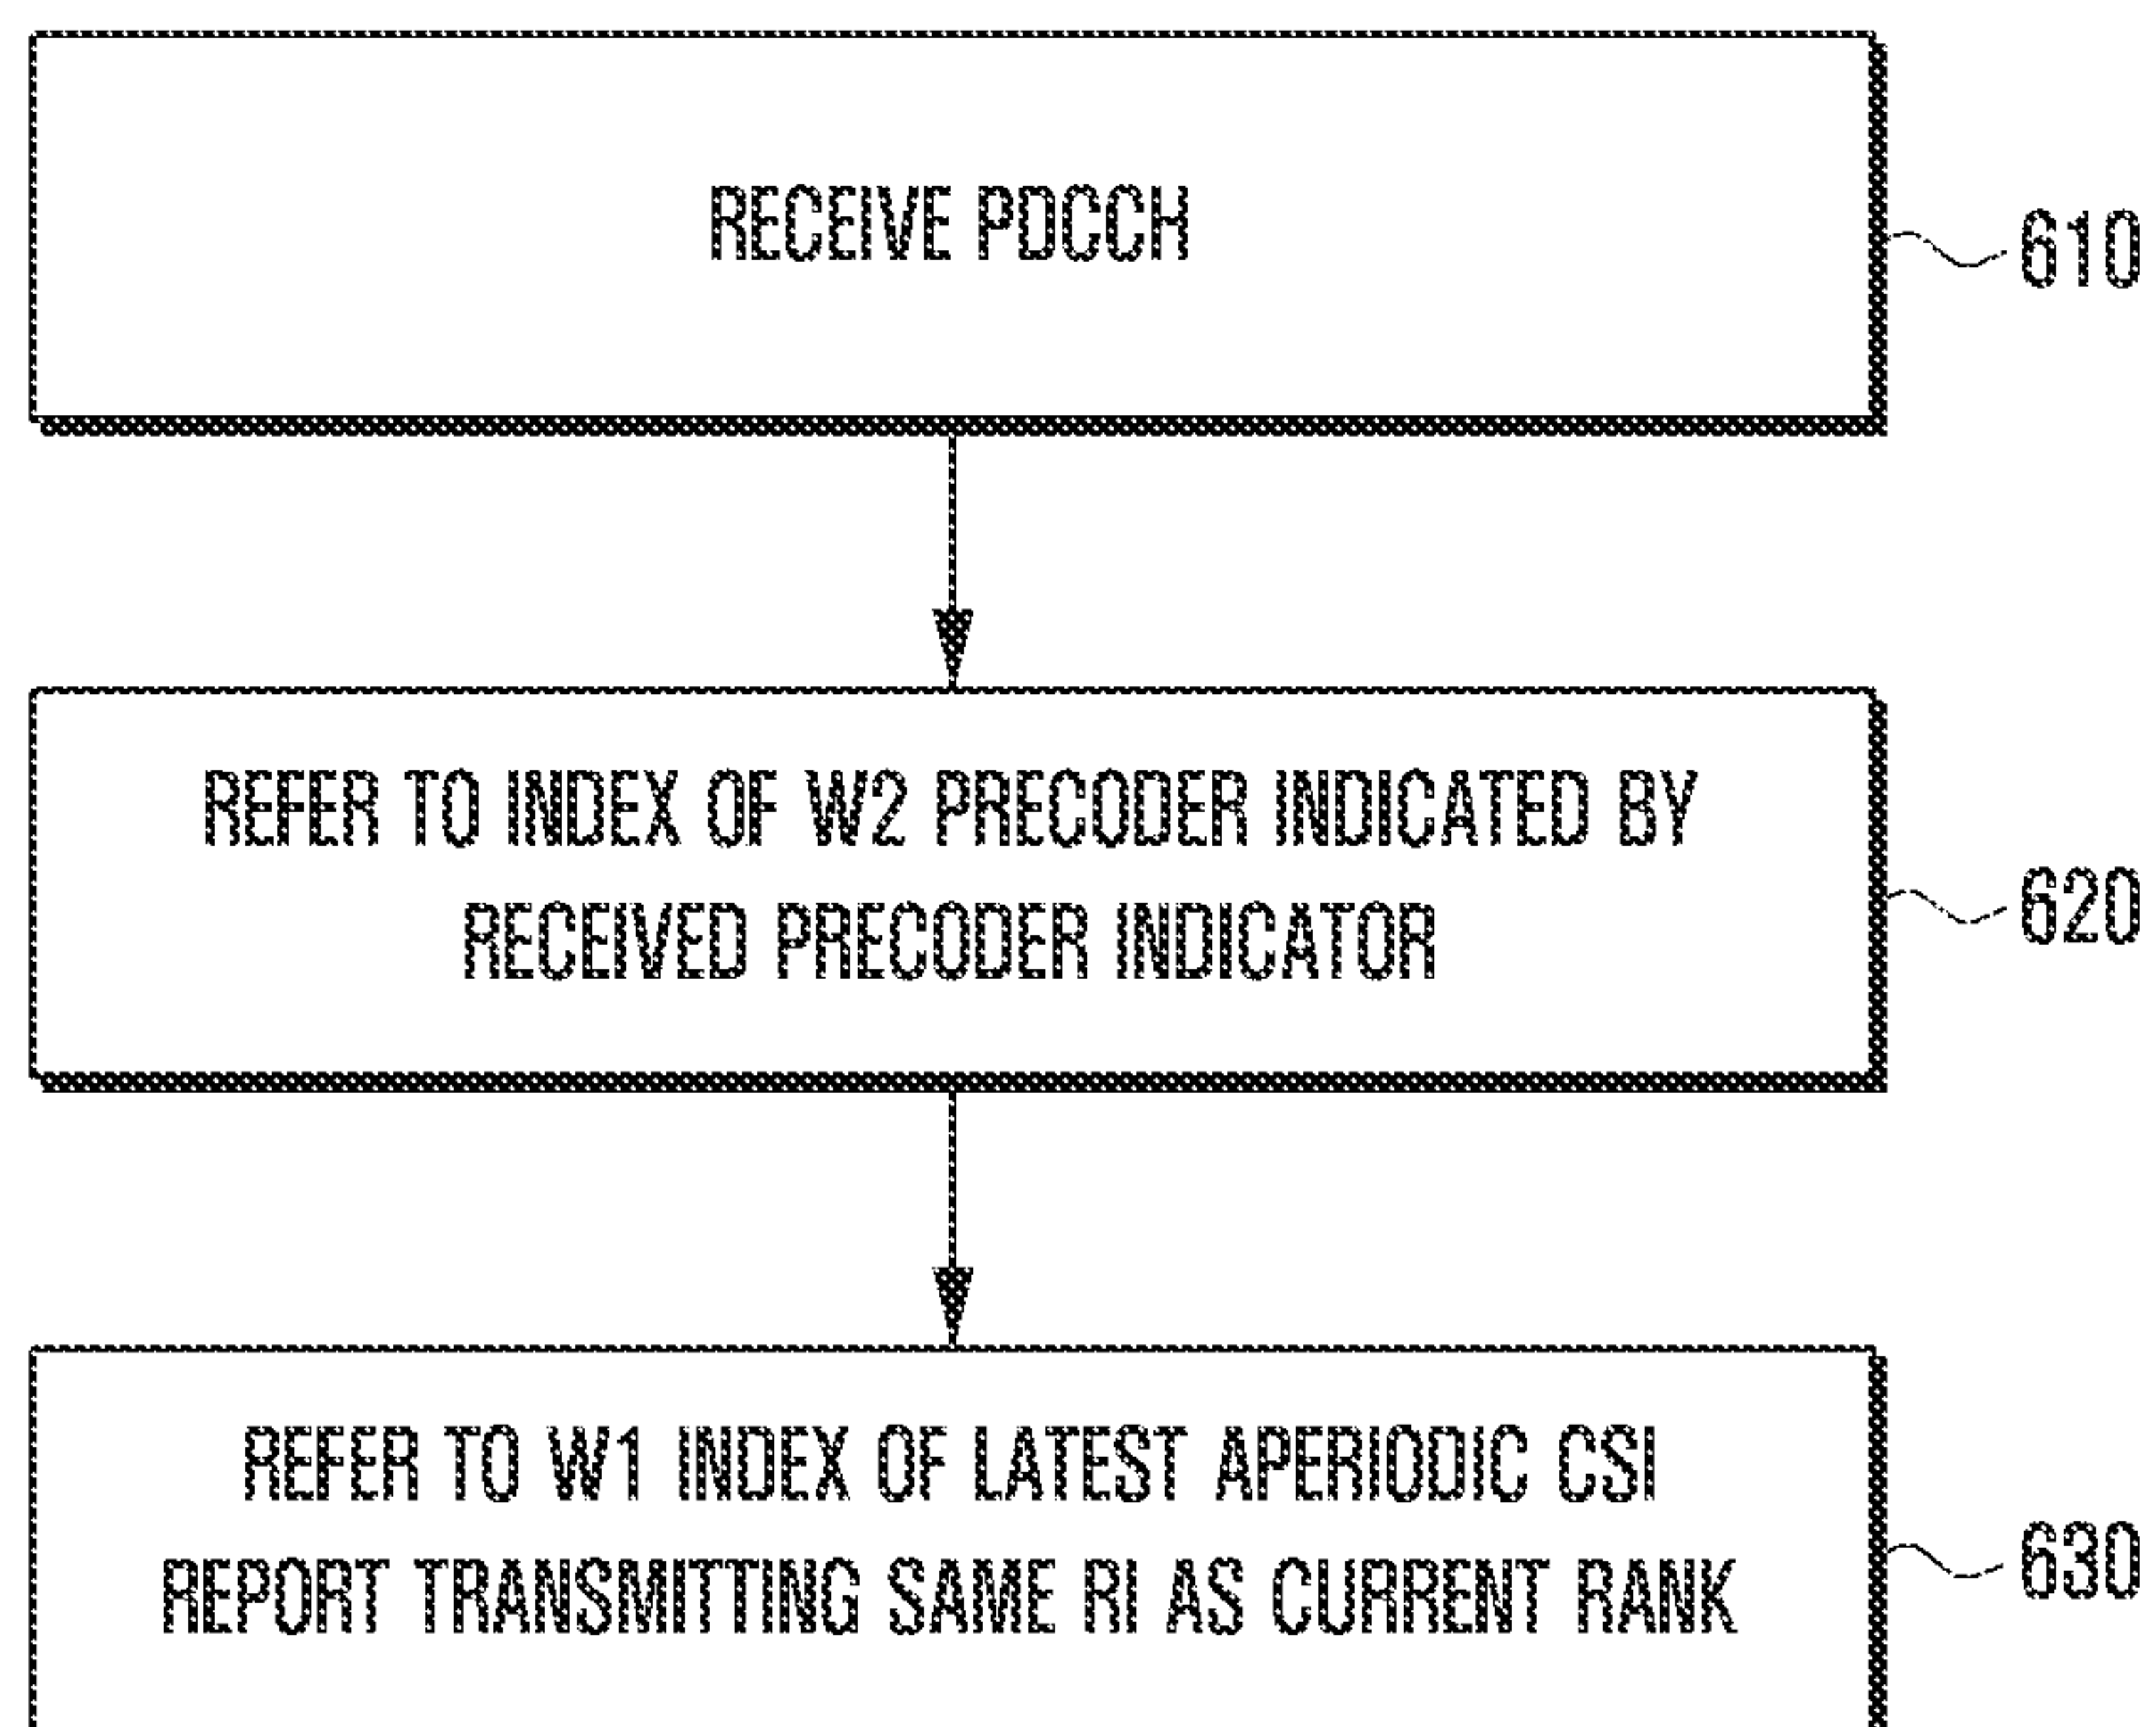 RECEIVE PDCCH
610
REFER TO INDEX OF W2 PRECODER INDICATED BY
RECEIVED PRECODER INDICATOR
620
REFER TO W1 INDEX OF LATEST APERIODIC CSI
REPORT TRANSMITTING SAME RI AS CURRENT RANK
630